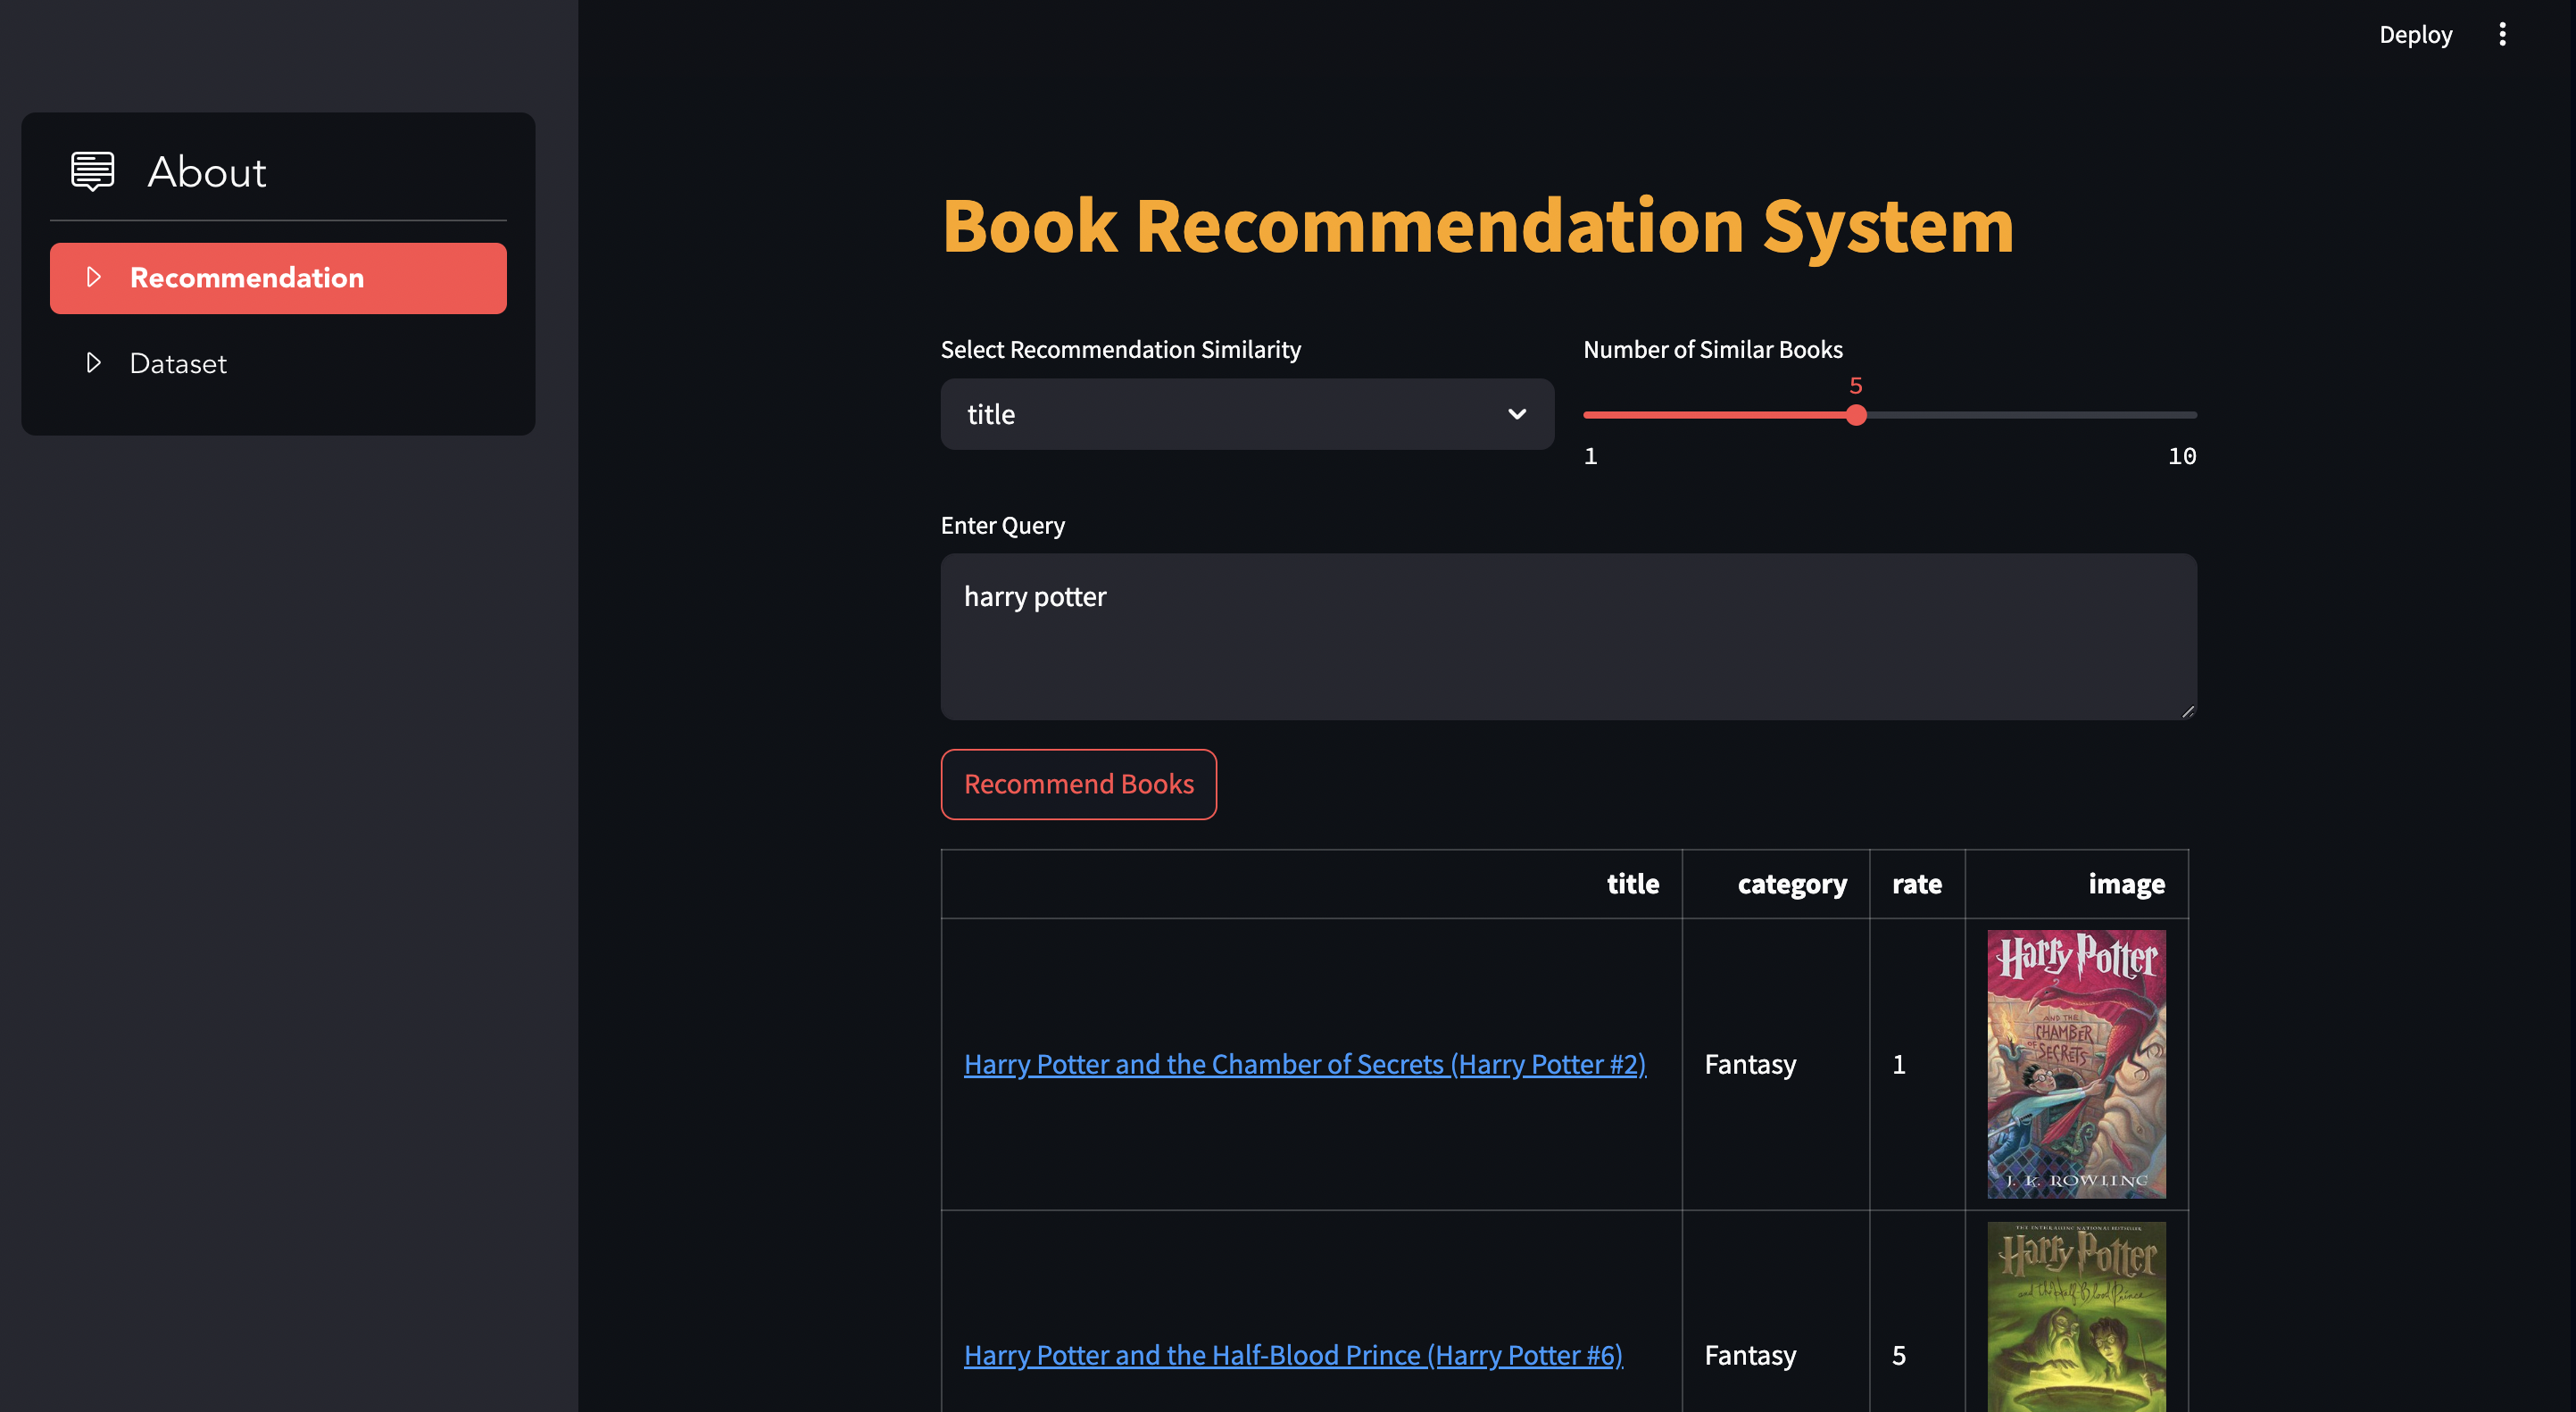 Deploy
About
Recommendation
Dataset
Book Recommendation System
Select Recommendation Similarity
Number of Similar Books
title
5
1
10
Enter Query
harry potter
Recommend Books
title category rate image
Harry Potter and the Chamber of Secrets (Harry Potter #2) Fantasy 1
Harry Potter
AND THE
CHAMBER
OF
SECRETS
J. K. ROWLING
Harry Potter and the Half-Blood Prince (Harry Potter #6) Fantasy 5
Harry Potter
and the Half-Blood Prince